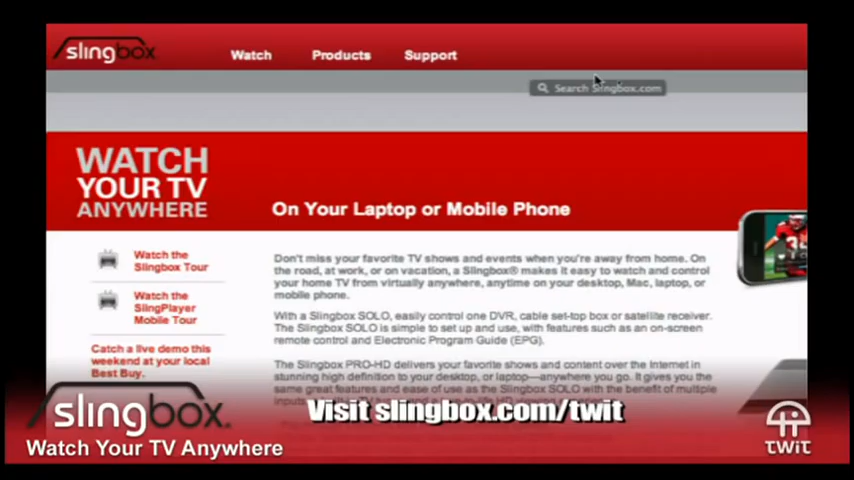 slingbox
Watch Products Support
Search Slingbox.com
WATCH
YOUR TV
ANYWHERE
On Your Laptop or Mobile Phone
Watch the
Slingbox Tour
Watch the
SlingPlayer
Mobile Tour
Catch a live demo this
weekend at your local
Best Buy.
Don't miss your favorite TV shows and events when you're away from home. On
the road, at work, or on vacation, a Slingbox® makes it easy to watch and control
your home TV from virtually anywhere, anytime on your desktop, Mac, laptop, or
mobile phone.
With a Slingbox SOLO, easily control one DVR, cable set-top box or satellite receiver.
The Slingbox SOLO is simple to set up and use, with features such as an on-screen
remote control and Electronic Program Guide (EPG).
The Slingbox PRO-HD delivers your favorite shows and content over the Internet in
stunning high definition to your desktop, or laptop—anywhere you go. It gives you the
same great features and ease of use as the Slingbox SOLO with the benefit of multiple
slingbox.
Watch Your TV Anywhere
Visit slingbox.com/twit
TWiT